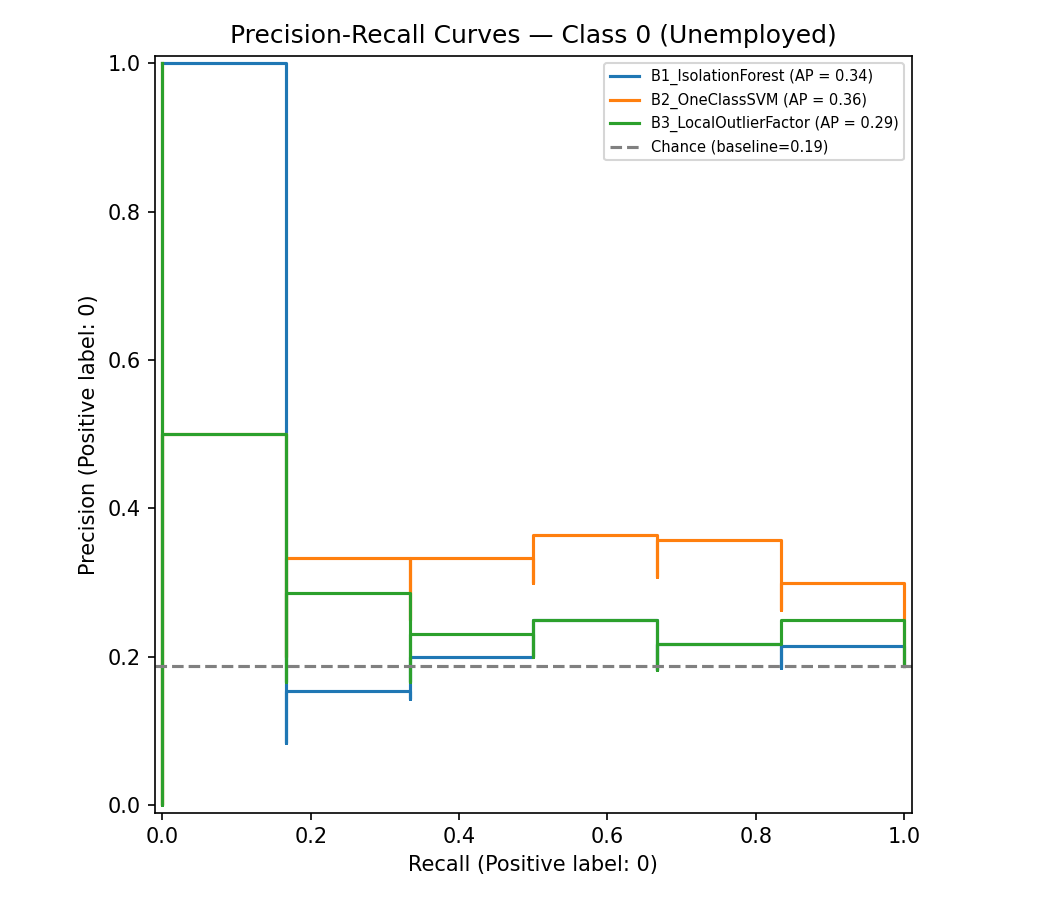 Precision-Recall Curves — Class 0 (Unemployed)
B1_IsolationForest (AP = 0.34)
B2_OneClassSVM (AP = 0.36)
B3_LocalOutlierFactor (AP = 0.29)
Chance (baseline=0.19)
Precision (Positive label: 0)
1.0
0.8
0.6
0.4
0.2
0.0
0.0 0.2 0.4 0.6 0.8 1.0
Recall (Positive label: 0)